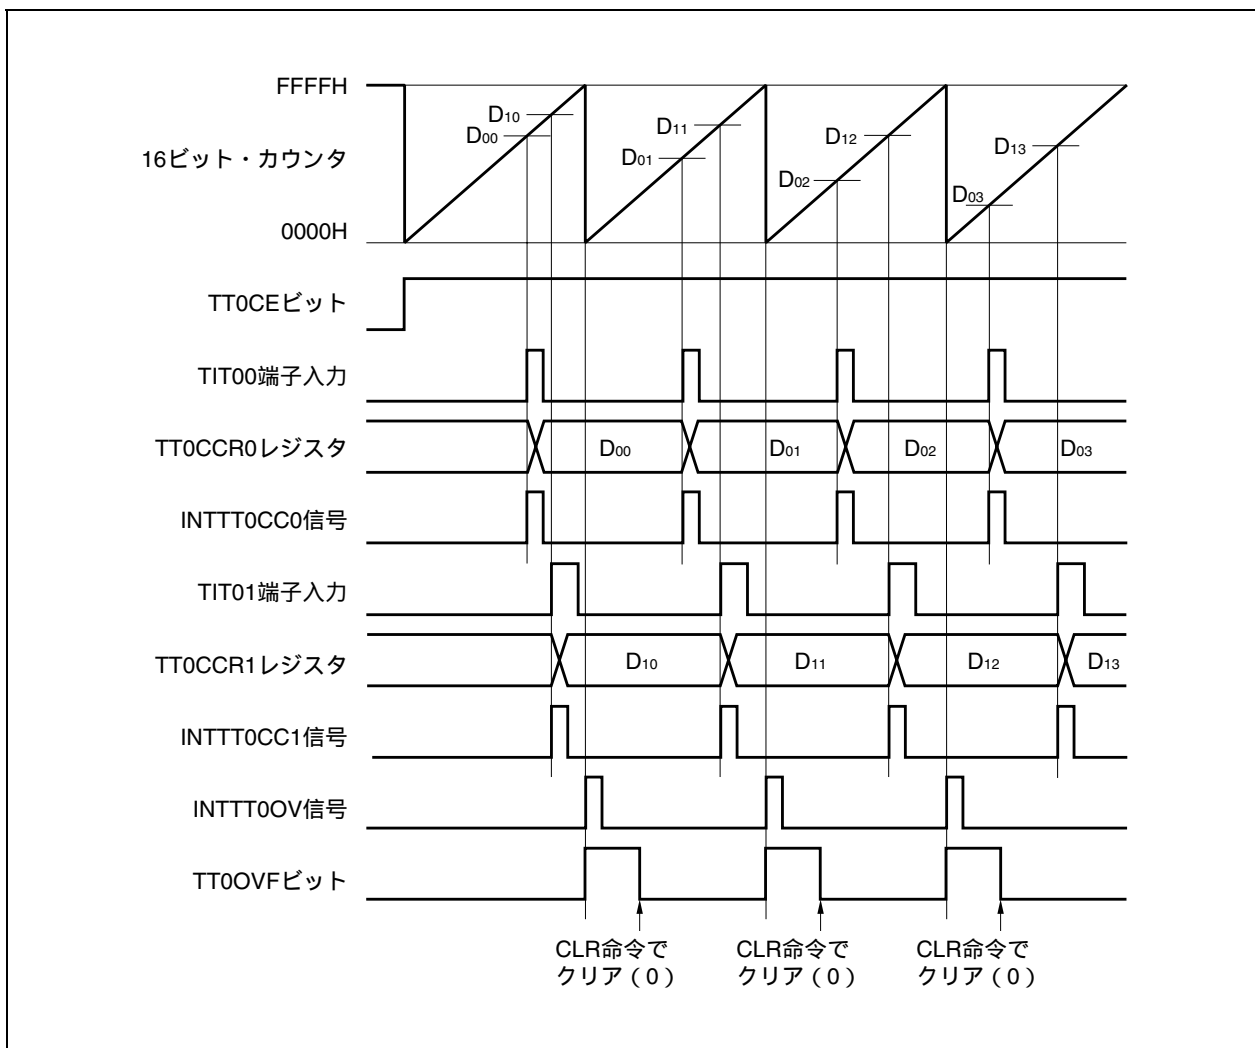 FFFFH
D10
D00
D11
D01
D12
D02
D13
D03
16ビット・カウンタ
0000H
TT0CEビット
TIT00端子入力
TT0CCR0レジスタ
D00
D01
D02
D03
INTTT0CC0信号
TIT01端子入力
TT0CCR1レジスタ
D10
D11
D12
D13
INTTT0CC1信号
INTTT0OV信号
TT0OVFビット
CLR命令で
クリア（0）
CLR命令で
クリア（0）
CLR命令で
クリア（0）